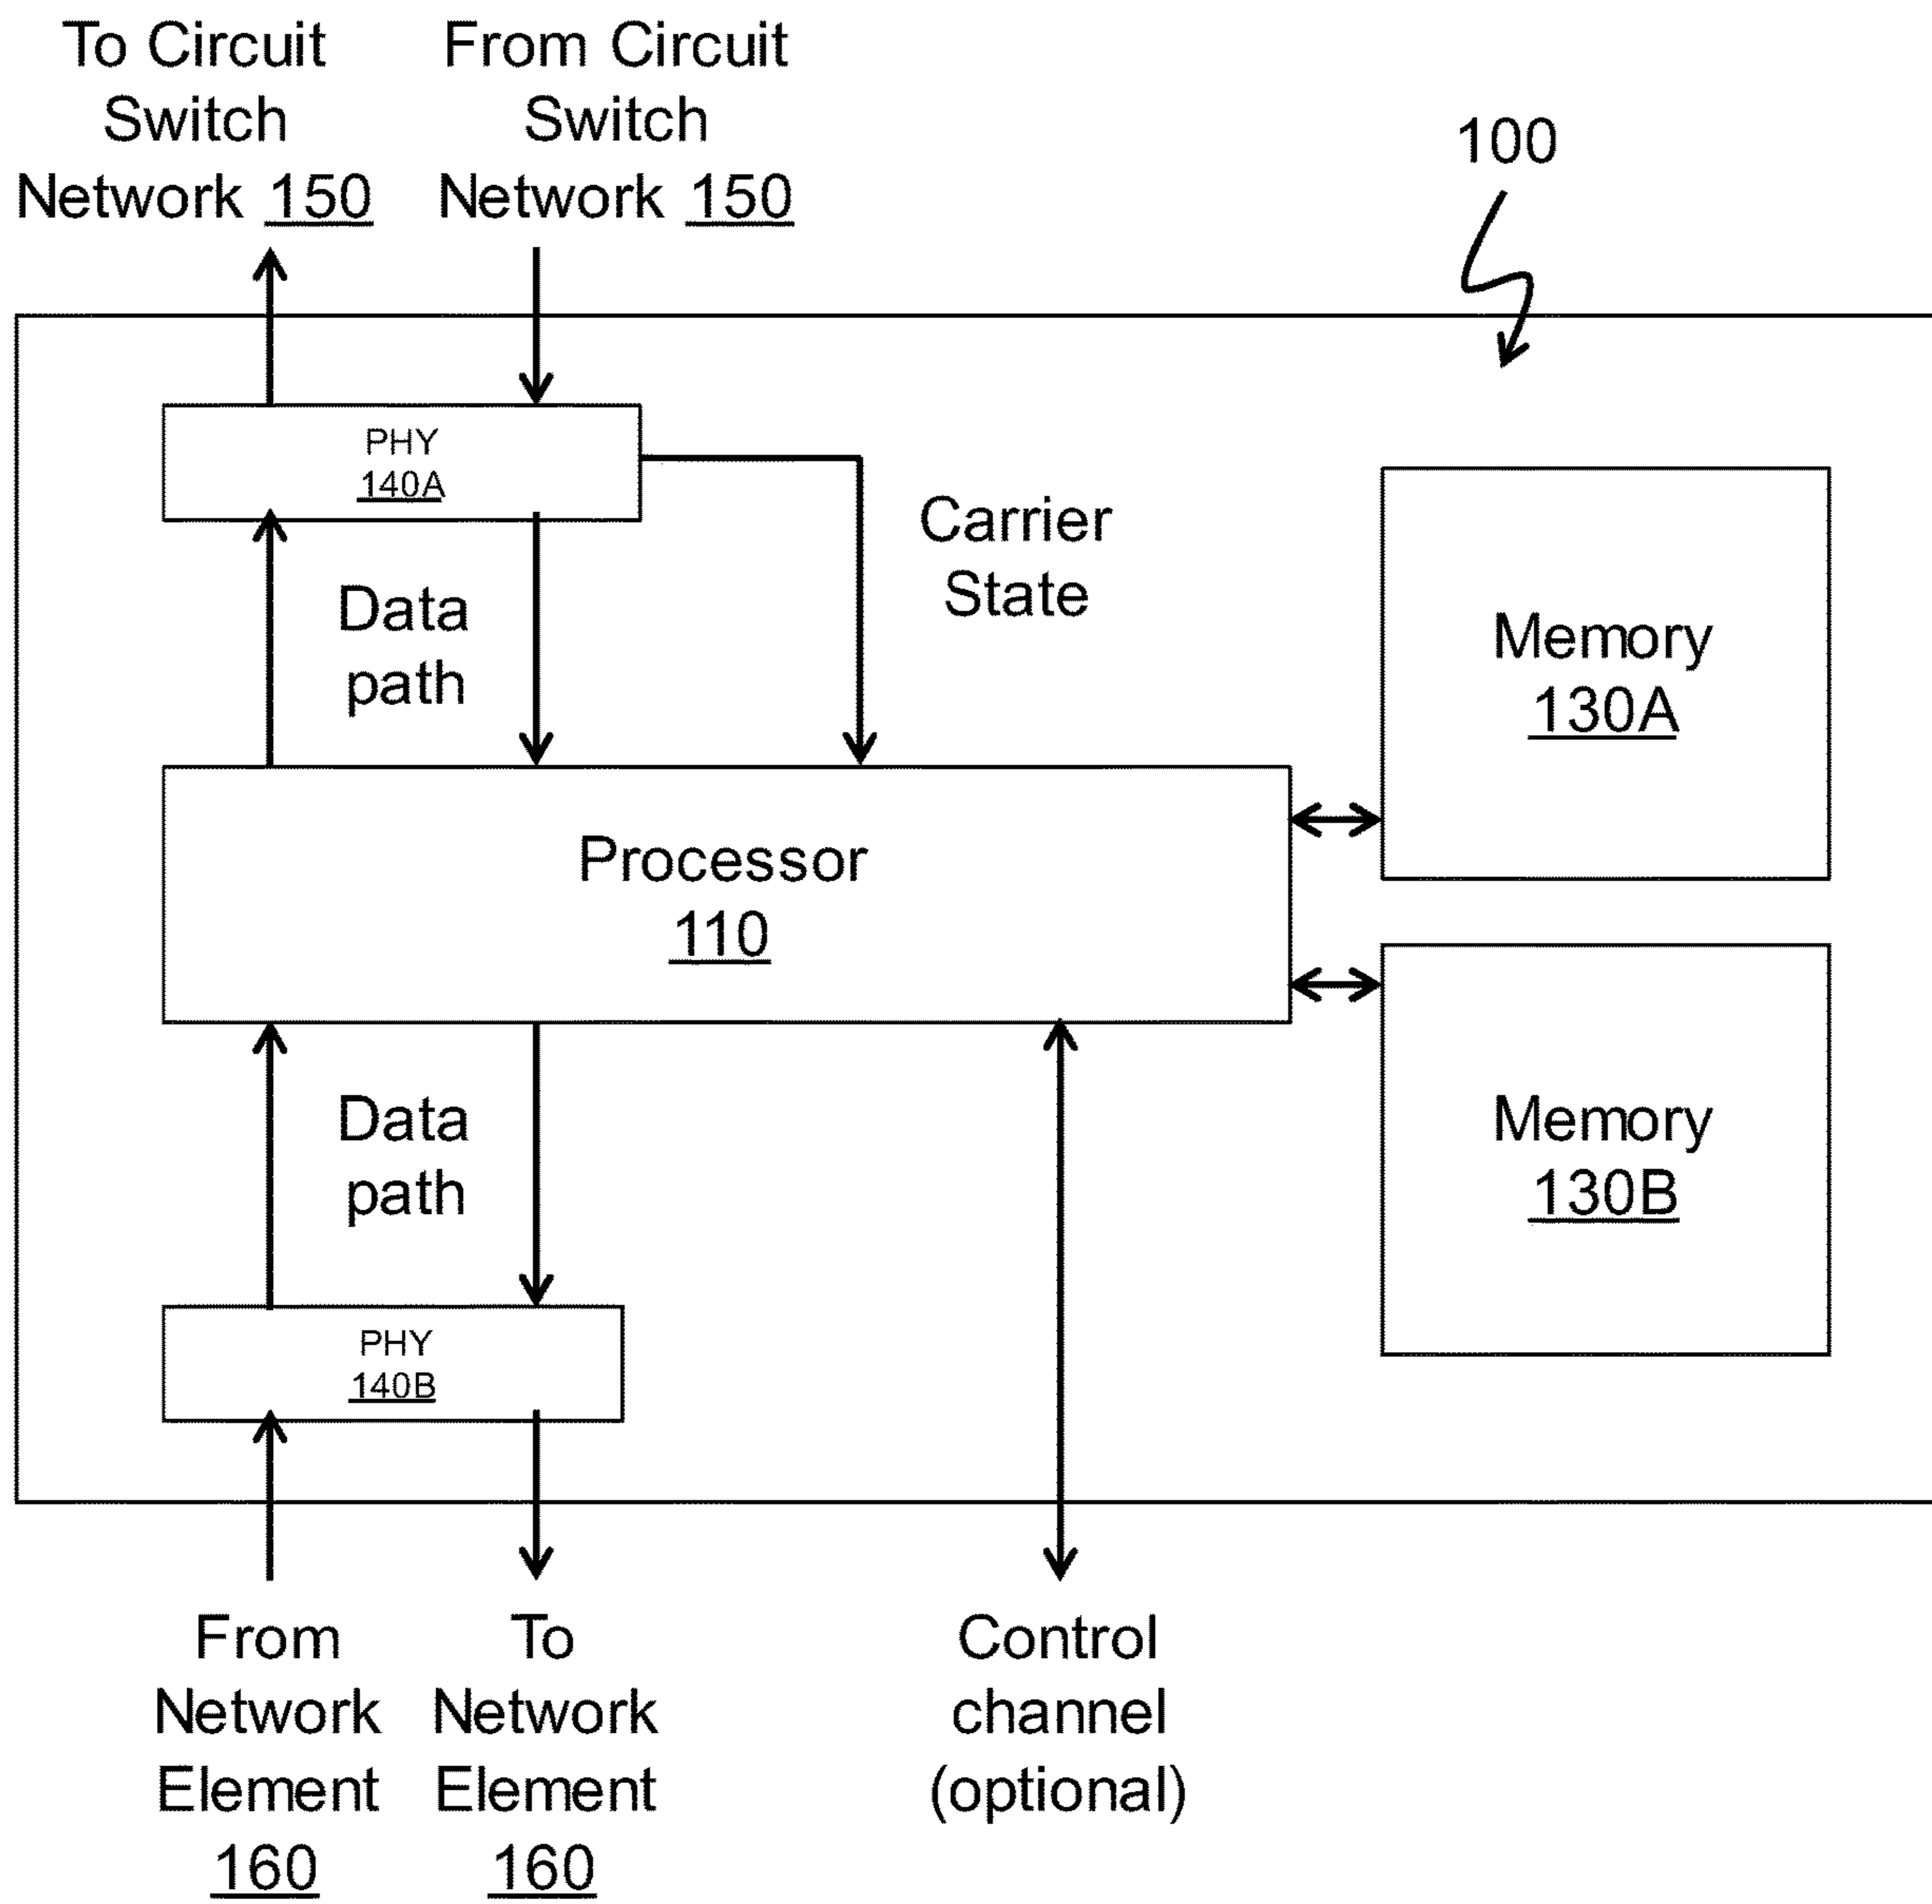 To Circuit
Switch
Network 150
From Circuit
Switch
Network 150
100
PHY
140A
Carrier
State
Data
path
Memory
130A
Processor
110
Data
path
Memory
130B
PHY
140B
From
Network
Element
160
To
Network
Element
160
Control
channel
(optional)